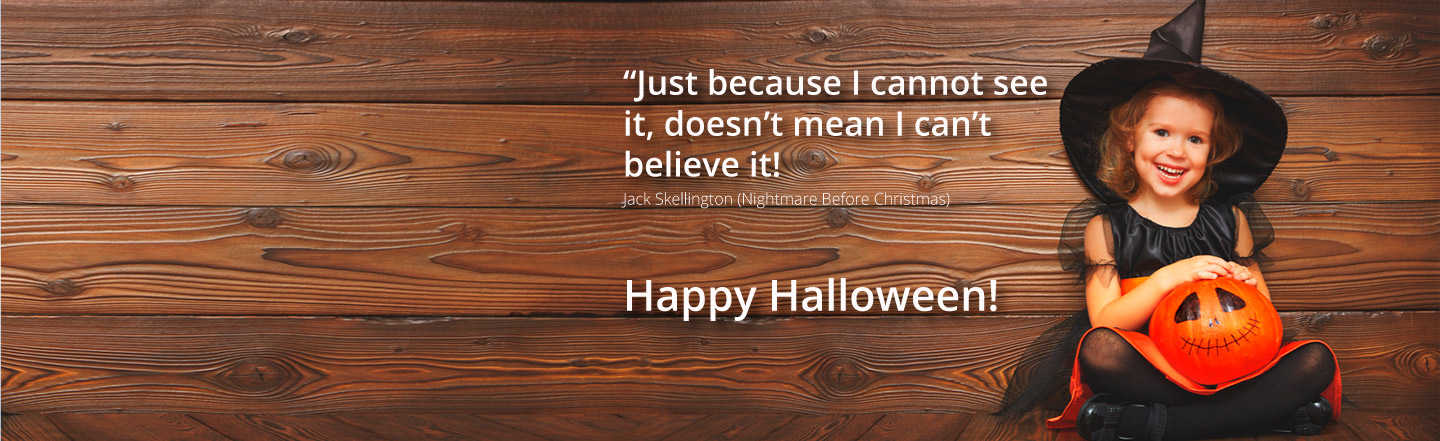 “Just because I cannot see
it, doesn’t mean I can’t
believe it!
Jack Skellington (Nightmare Before Christmas)
Happy Halloween!